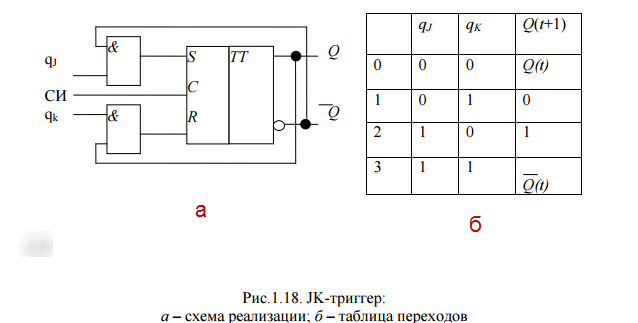 &
qJ
S
TT
Q
СИ
C
qk
&
R
Q
qJ qK Q(t+1)
0 0 0 Q(t)
1 0 1 0
2 1 0 1
3 1 1 Q(t)
а
б
Рис.1.18. JK-триггер:
а – схема реализации; б – таблица переходов